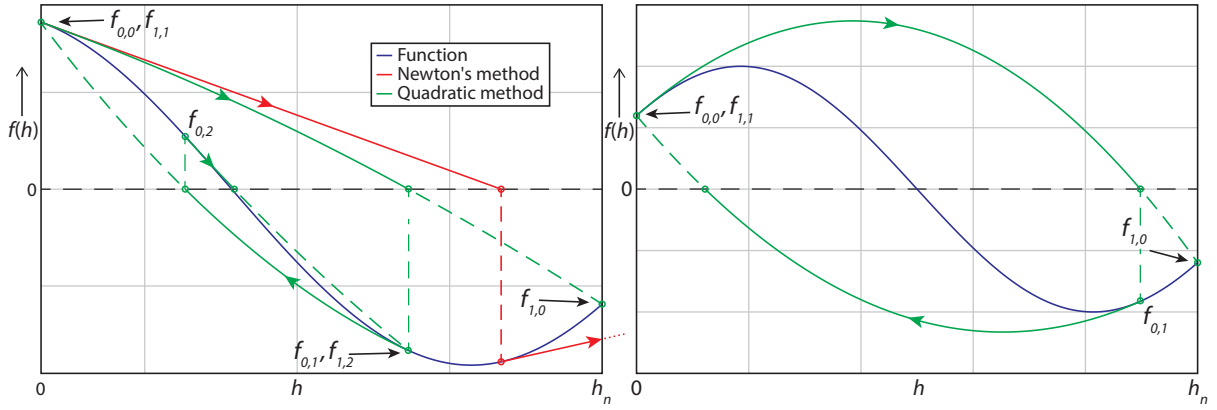 f0,0, f1,1
Function
Newton's method
Quadratic method
f(h)
f0,2
0
f1,0
f0,1, f1,2
0
h
hn
f0,0, f1,1
f(h)
0
f1,0
f0,1
0
h
hn